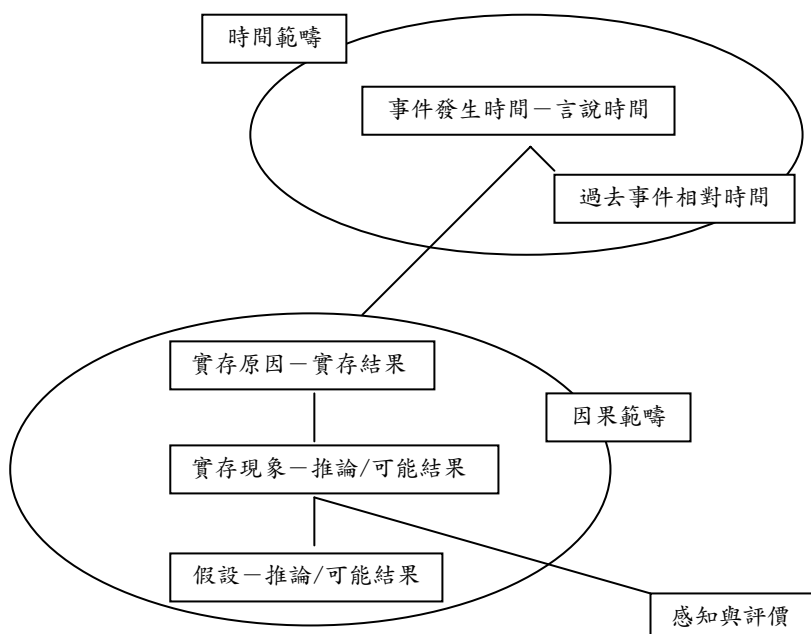 時間範疇
事件發生時間－言說時間
過去事件相對時間
實存原因－實存結果
因果範疇
實存現象－推論/可能結果
假設－推論/可能結果
感知與評價